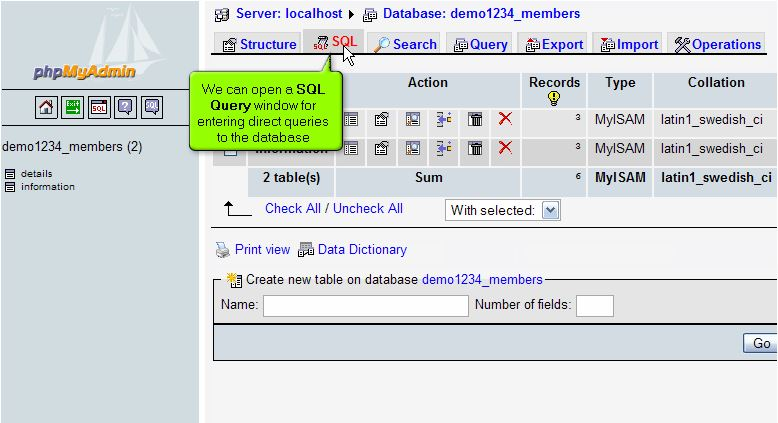 Server: localhost Database: demo1234_members
Structure SQL Search Query Export Import Operations
phpMyAdmin
We can open a SQL
Query window for
entering direct queries
to the database
Action Records Type Collation
SQL
demo1234_members (2)
details
information
3 MyISAM latin1_swedish_ci
information 3 MyISAM latin1_swedish_ci
2 table(s) Sum 6 MyISAM latin1_swedish_ci
Check All / Uncheck All With selected:
Print view Data Dictionary
Create new table on database demo1234_members
Name: Number of fields:
Go